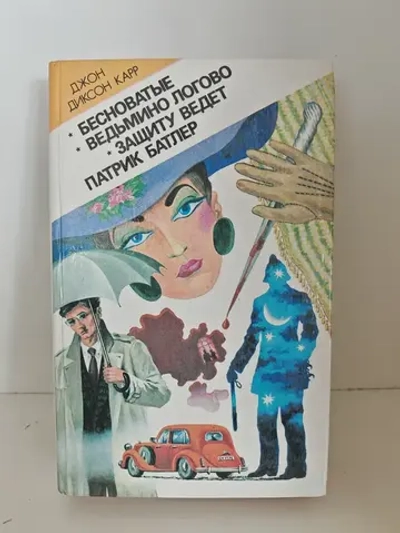 ДЖОН
ДИКСОН КАРР
• БЕСНОВАТЫЕ
• ВЕДЬМИНО ЛОГОВО
• ЗАЩИТУ ВЕДЕТ
ПАТРИК БАТЛЕР